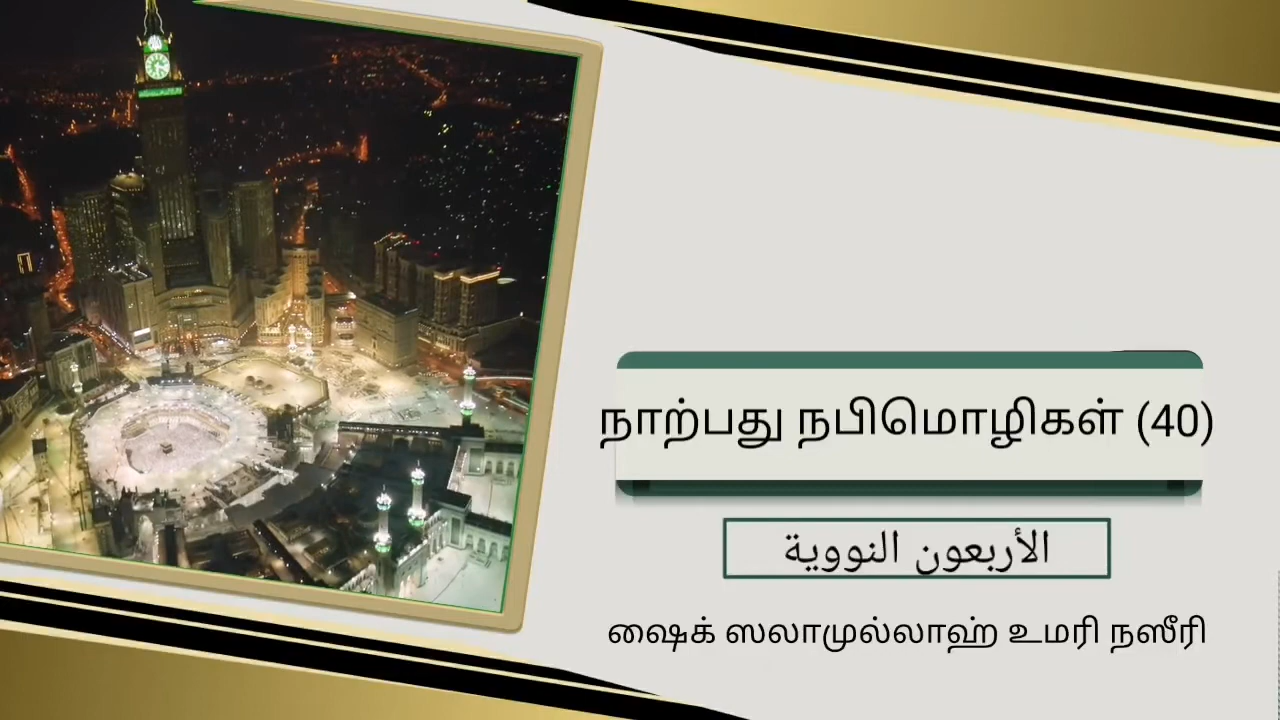 நாற்பது நபிமொழிகள் (40)
الأربعون النووية
ஷைக் ஸலாமுல்லாஹ் உமரி நஸீரி